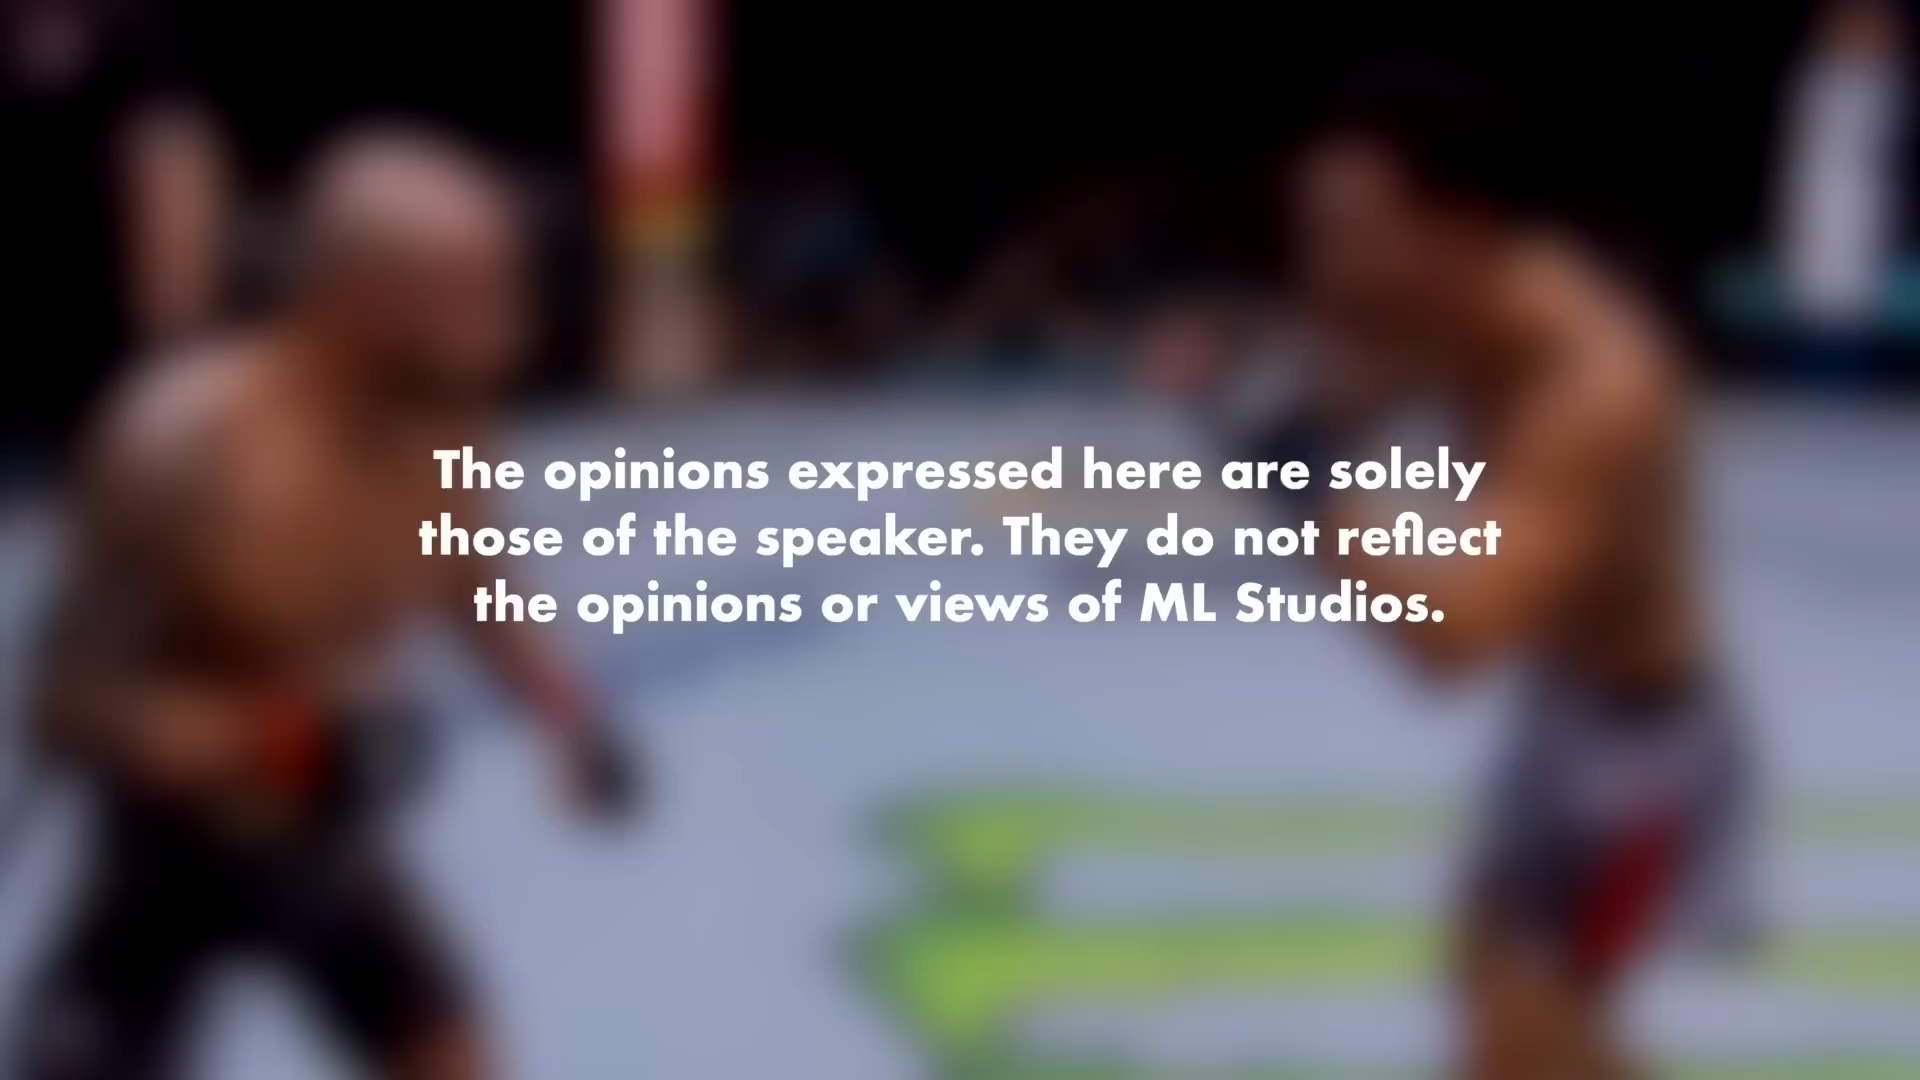 The opinions expressed here are solely
those of the speaker. They do not reflect
the opinions or views of ML Studios.